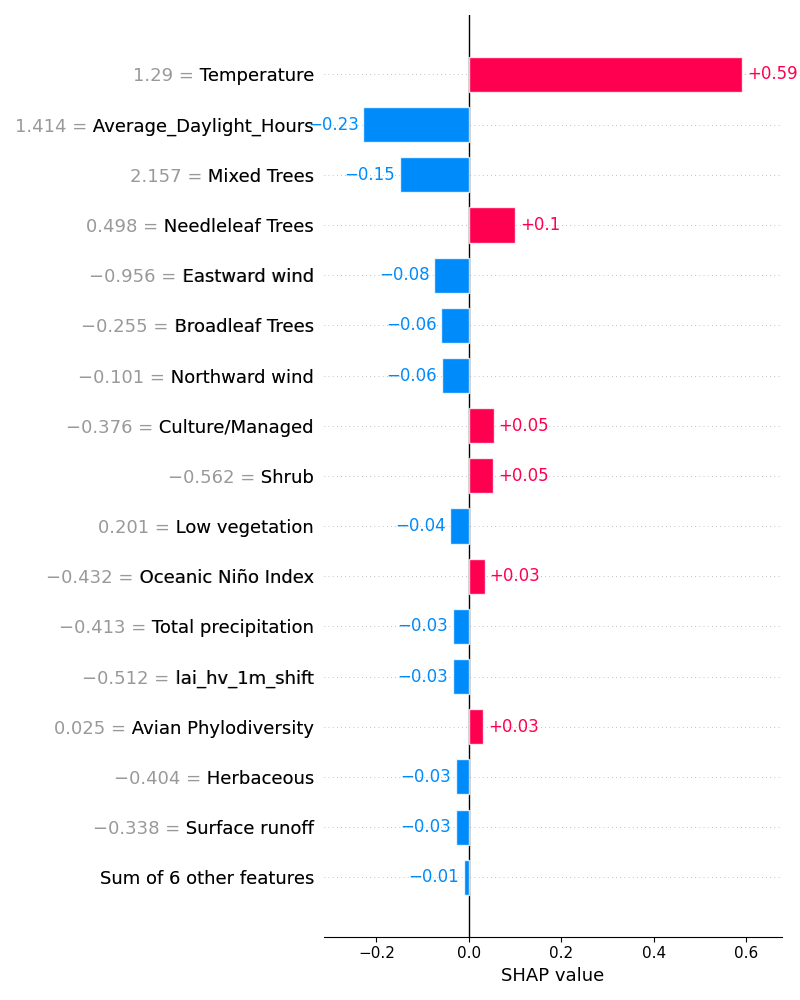 1.29 = Temperature +0.59
1.414 = Average_Daylight_Hours −0.23
2.157 = Mixed Trees −0.15
0.498 = Needleleaf Trees +0.1
−0.956 = Eastward wind −0.08
−0.255 = Broadleaf Trees −0.06
−0.101 = Northward wind −0.06
−0.376 = Culture/Managed +0.05
−0.562 = Shrub +0.05
0.201 = Low vegetation −0.04
−0.432 = Oceanic Niño Index +0.03
−0.413 = Total precipitation −0.03
−0.512 = lai_hv_1m_shift −0.03
0.025 = Avian Phylodiversity +0.03
−0.404 = Herbaceous −0.03
−0.338 = Surface runoff −0.03
Sum of 6 other features −0.01
−0.2 0.0 0.2 0.4 0.6
SHAP value